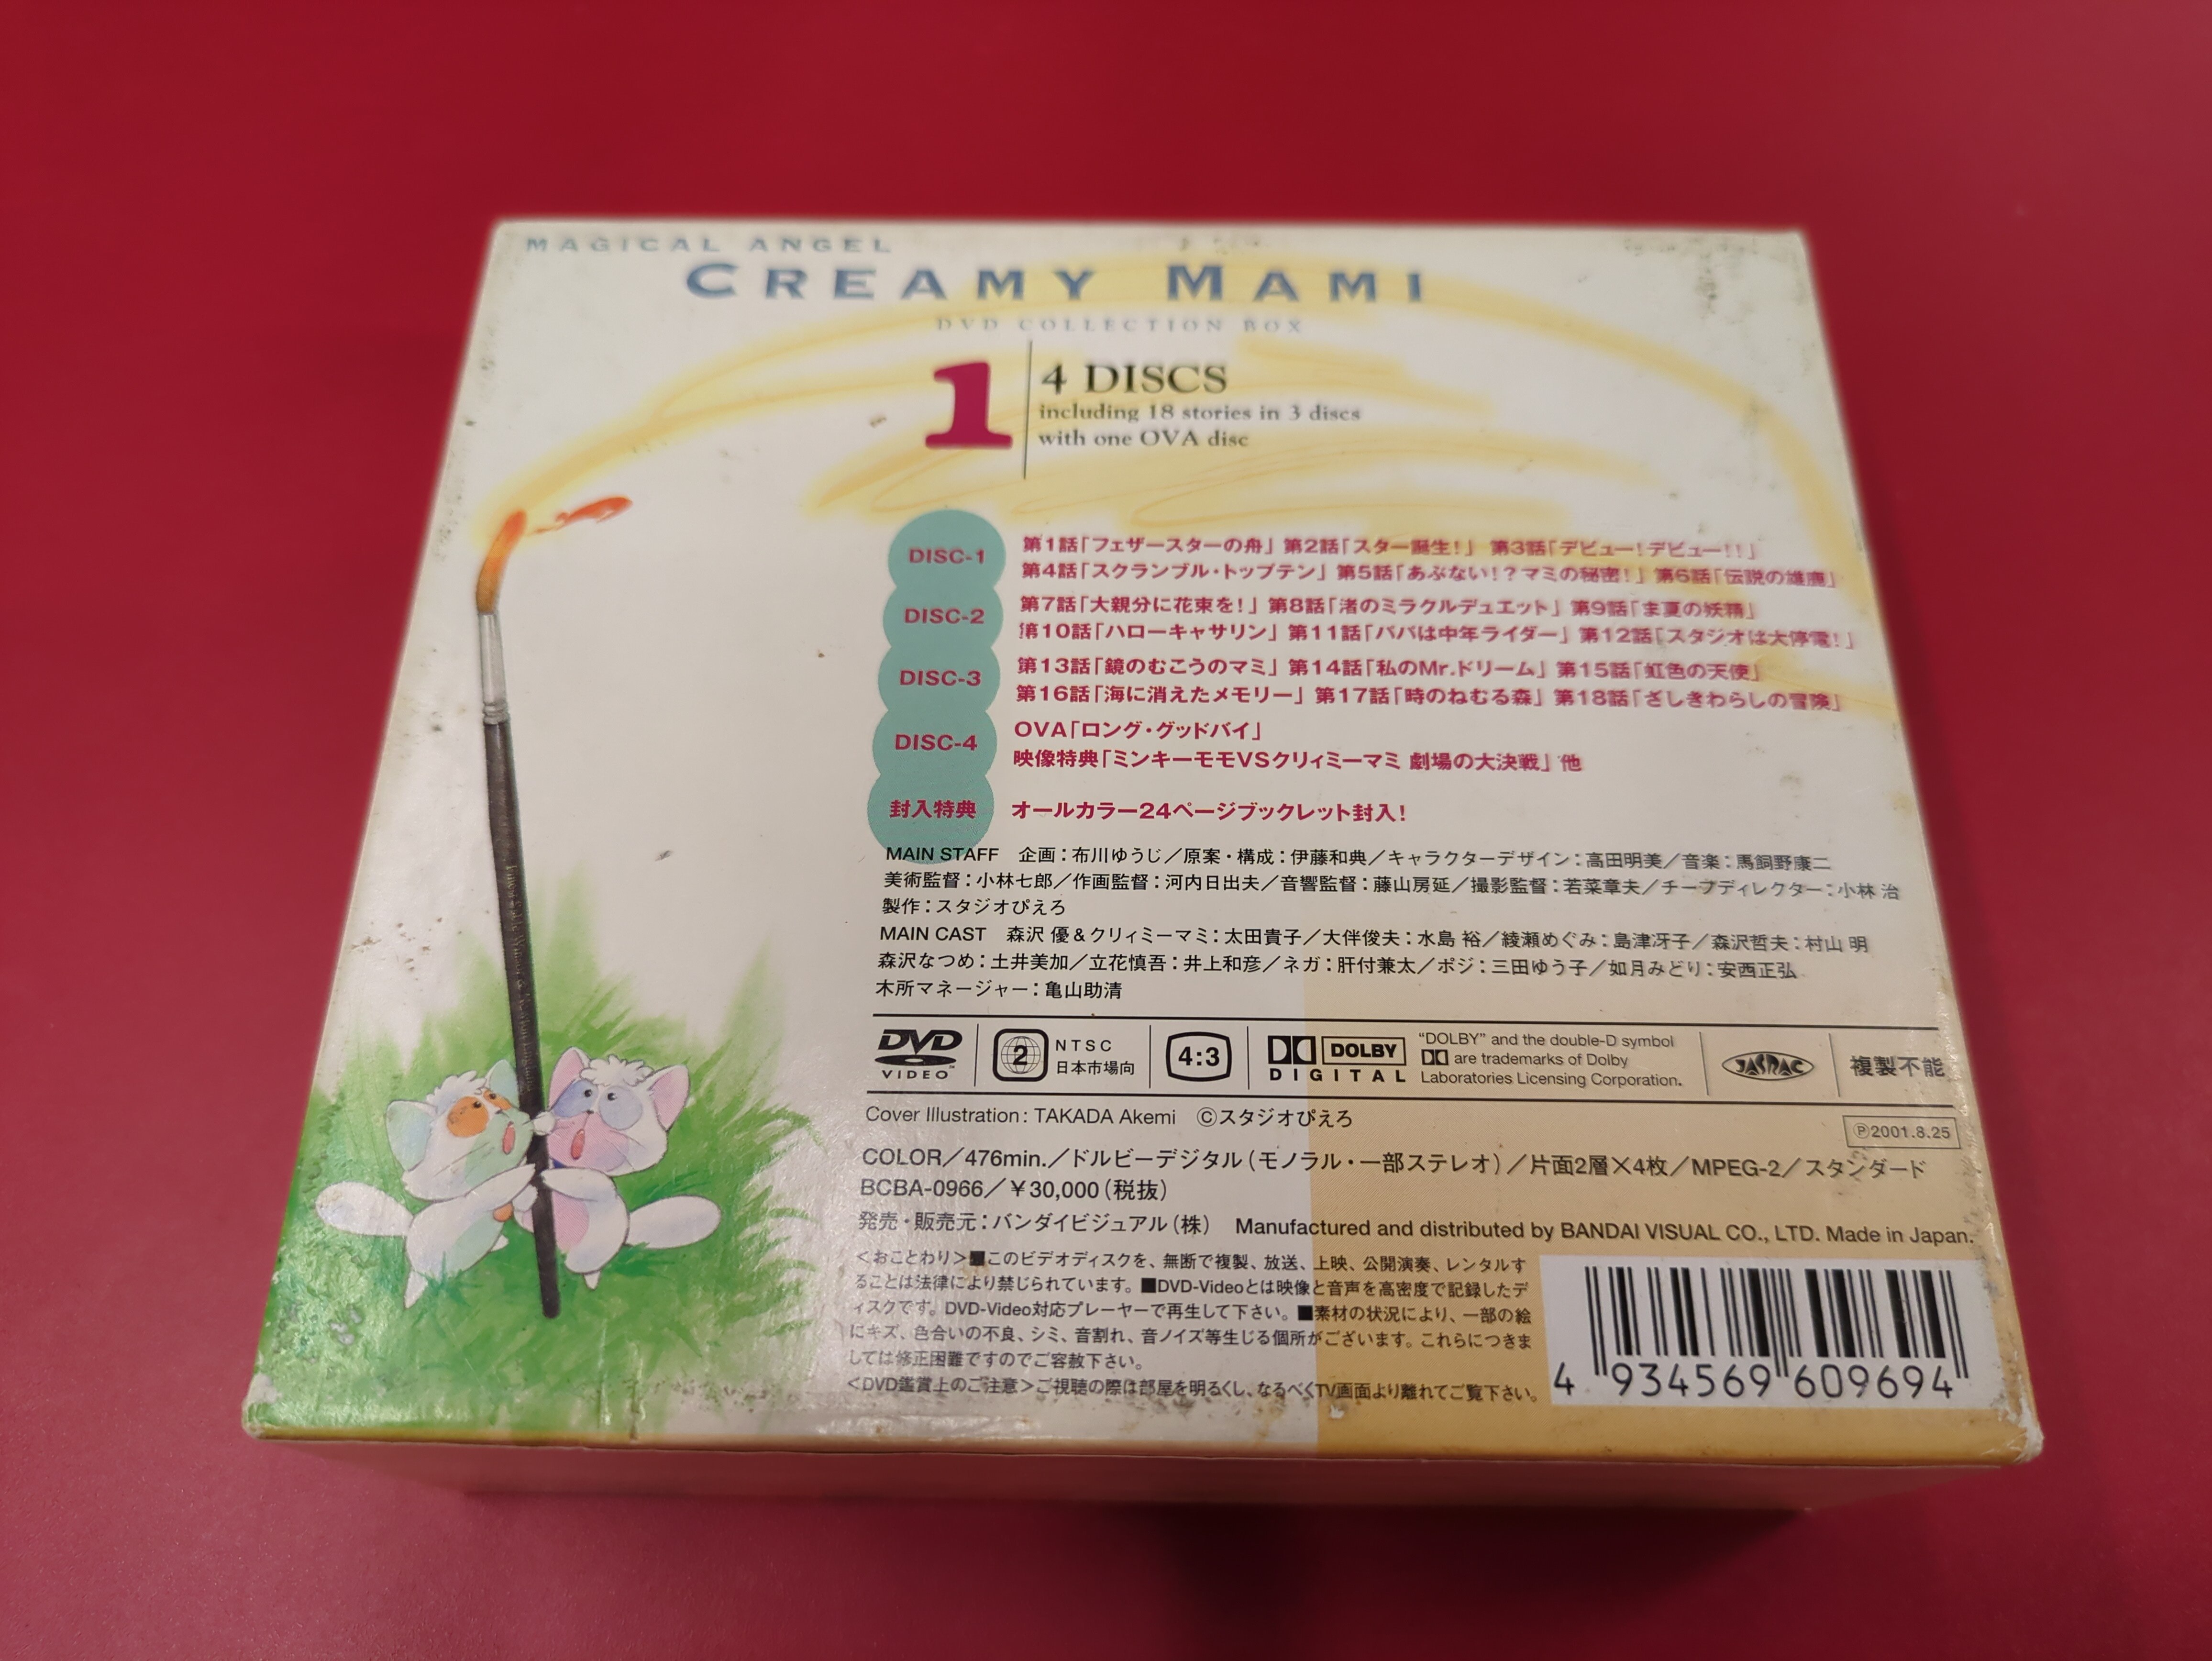 MAGICAL ANGEL
CREAMY MAMI
DVD COLLECTION BOX
1
4 DISCS
including 18 stories in 3 discs
with one OVA disc
DISC-1
第1話「フェザースターの舟」 第2話「スター誕生!」 第3話「デビュー!デビュー!!」
第4話「スクランブル・トップテン」 第5話「あぶない!?マミの秘密!」 第6話「伝説の雄鹿」
DISC-2
第7話「大親分に花束を!」 第8話「渚のミラクルデュエット」 第9話「ま夏の妖精」
第10話「ハローキャサリン」 第11話「パパは中年ライダー」 第12話「スタジオは大停電!」
DISC-3
第13話「鏡のむこうのマミ」 第14話「私のMr.ドリーム」 第15話「虹色の天使」
第16話「海に消えたメモリー」 第17話「時のねむる森」 第18話「ざしきわらしの冒険」
DISC-4
OVA「ロング・グッドバイ」
映像特典「ミンキーモモVSクリィミーマミ 劇場の大決戦」他
封入特典
オールカラー24ページブックレット封入!
MAIN STAFF 企画:布川ゆうじ/原案・構成:伊藤和典/キャラクターデザイン:高田明美/音楽:馬飼野康二
美術監督:小林七郎/作画監督:河内日出夫/音響監督:藤山房延/撮影監督:若菜章夫/チーフディレクター:小林 治
製作:スタジオぴえろ
MAIN CAST 森沢 優&クリィミーマミ:太田貴子/大伴俊夫:水島 裕/綾瀬めぐみ:島津冴子/森沢哲夫:村山 明
森沢なつめ:土井美加/立花慎吾:井上和彦/ネガ:肝付兼太/ポジ:三田ゆう子/如月みどり:安西正弘
木所マネージャー:亀山助清
DVD
VIDEO
2
NTSC
日本市場向
4:3
DOLBY
DIGITAL
"DOLBY" and the double-D symbol
are trademarks of Dolby
Laboratories Licensing Corporation.
JASRAC
複製不能
Cover Illustration: TAKADA Akemi ©スタジオぴえろ
Ⓟ2001.8.25
COLOR/476min./ドルビーデジタル(モノラル・一部ステレオ)/片面2層×4枚/MPEG-2/スタンダード
BCBA-0966/¥30,000(税抜)
発売・販売元:バンダイビジュアル(株) Manufactured and distributed by BANDAI VISUAL CO., LTD. Made in Japan.
<おことわり>■このビデオディスクを、無断で複製、放送、上映、公開演奏、レンタルす
ることは法律により禁じられています。■DVD-Videoとは映像と音声を高密度で記録したデ
ィスクです。DVD-Video対応プレーヤーで再生して下さい。■素材の状況により、一部の絵
にキズ、色合いの不良、シミ、音割れ、音ノイズ等生じる個所がございます。これらにつきま
しては修正困難ですのでご容赦下さい。
<DVD鑑賞上のご注意>ご視聴の際は部屋を明るくし、なるべくTV画面より離れてご覧下さい。
4 934569 609694